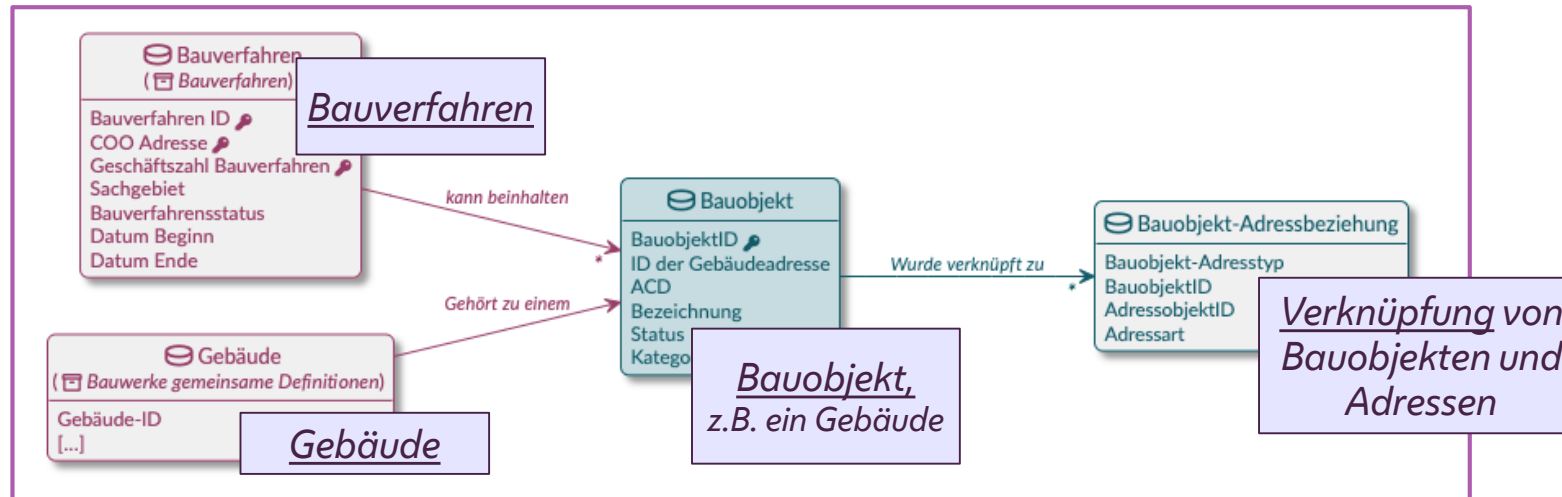 Bauverfahren
(Bauverfahren)
Bauverfahren ID
COO Adresse
Geschäftszahl Bauverfahren
Sachgebiet
Bauverfahrensstatus
Datum Beginn
Datum Ende
Bauverfahren
kann beinhalten
*
Gehört zu einem
Gebäude
(Bauwerke gemeinsame Definitionen)
Gebäude-ID
[...]
Gebäude
Bauobjekt
BauobjektID
ID der Gebäudeadresse
ACD
Bezeichnung
Status
Bauobjekt,
z.B. ein Gebäude
Wurde verknüpft zu
*
Bauobjekt-Adressbeziehung
Bauobjekt-Adresstyp
BauobjektID
AdressobjektID
Adressart
Verknüpfung von
Bauobjekten und
Adressen